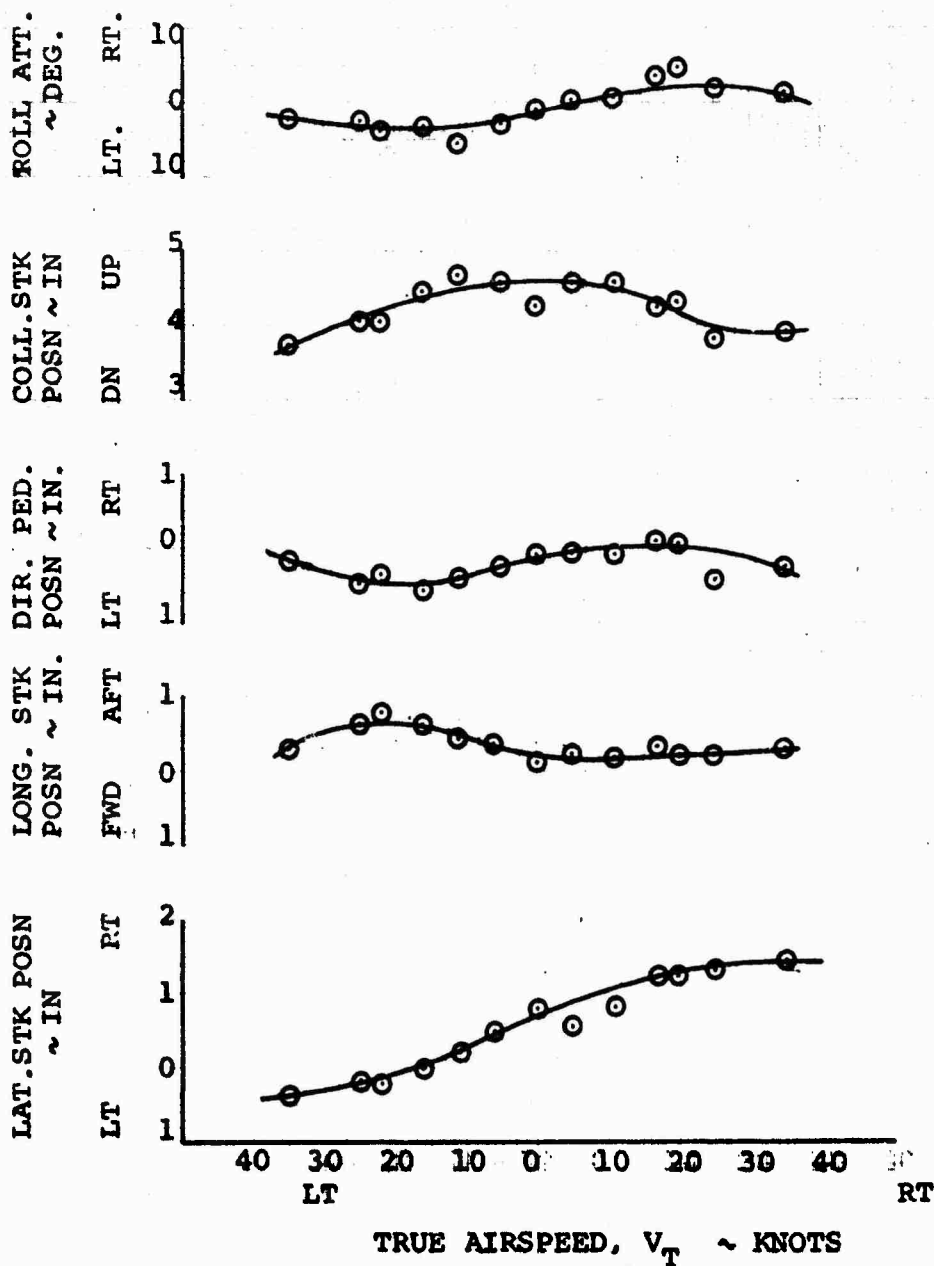 ROLL ATT.
~ DEG.
LT. RT.
10
0
10
COLL.STK
POSN ~ IN
DN UP
5
4
3
DIR. PED.
POSN ~ IN.
LT RT
1
0
1
LONG. STK
POSN ~ IN.
FWD AFT
1
0
1
LAT.STK POSN
~ IN
LT RT
2
1
0
1
40 30 20 10 0 10 20 30 40
LT RT
TRUE AIRSPEED, VT ~ KNOTS